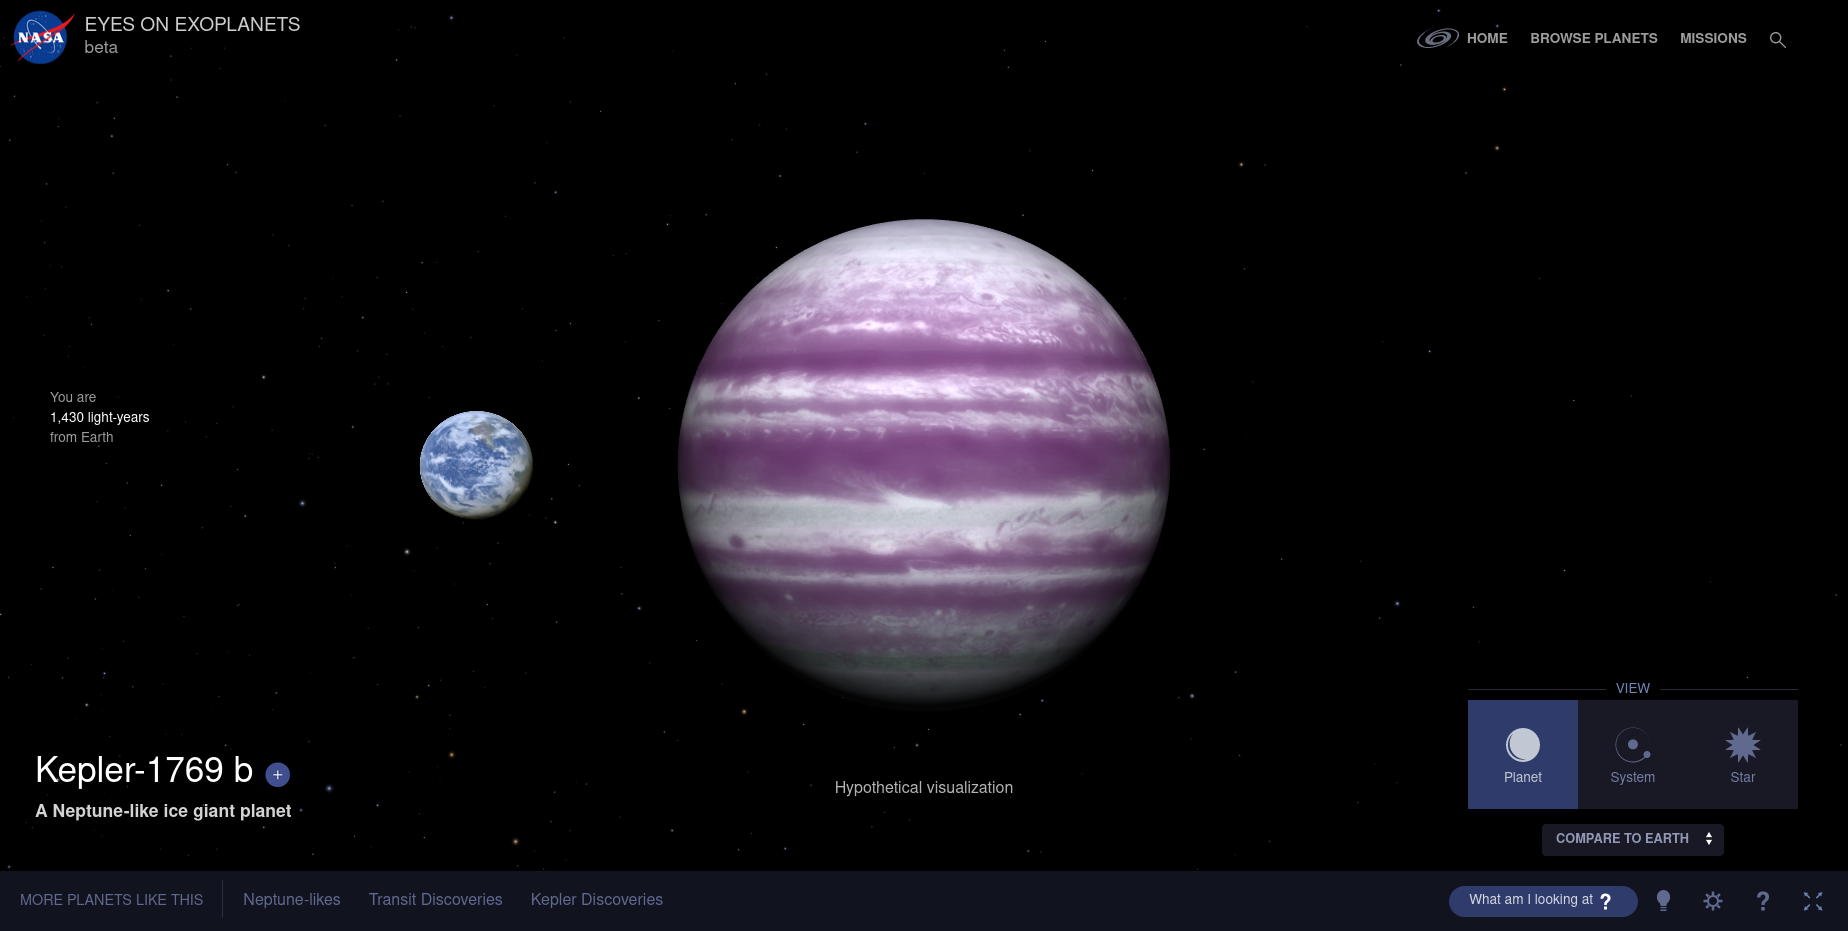 NASA
EYES ON EXOPLANETS
beta
HOME BROWSE PLANETS MISSIONS
You are
1,430 light-years
from Earth
Kepler-1769 b +
A Neptune-like ice giant planet
Hypothetical visualization
VIEW
Planet System Star
COMPARE TO EARTH
MORE PLANETS LIKE THIS Neptune-likes Transit Discoveries Kepler Discoveries
What am I looking at ? ?